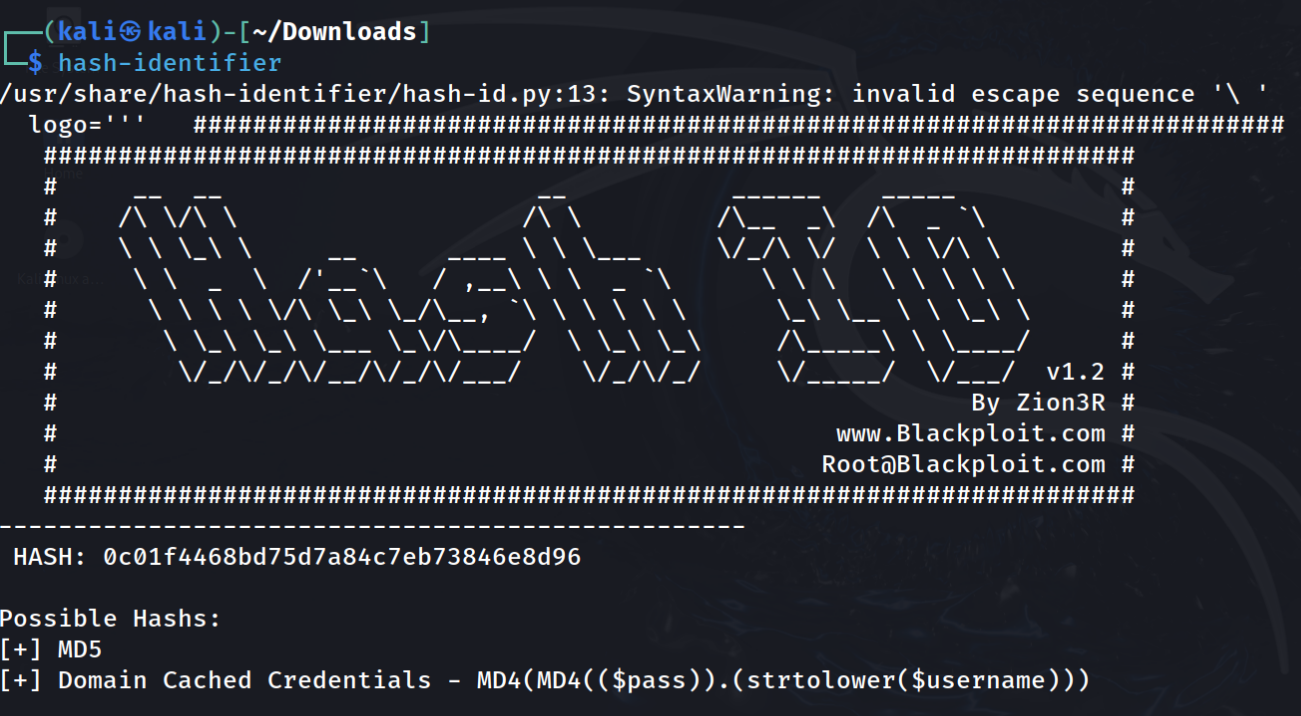 ┌──(kali㉿kali)-[~/Downloads]
└─$ hash-identifier
/usr/share/hash-identifier/hash-id.py:13: SyntaxWarning: invalid escape sequence '\ '
  logo='''   #########################################################################
   #########################################################################
   #     __  __                     __           ______    _____           #
   #    /\ \/\ \                   /\ \         /\__  _\  /\  _ `\         #
   #    \ \ \_\ \     __      ____ \ \ \___     \/_/\ \/  \ \ \/\ \        #
   #     \ \  _  \  /'__`\   / ,__\ \ \  _ `\      \ \ \   \ \ \ \ \       #
   #      \ \ \ \ \/\ \_\ \_/\__, `\ \ \ \ \ \      \_\ \__ \ \ \_\ \      #
   #       \ \_\ \_\ \___ \_\/\____/  \ \_\ \_\     /\_____\ \ \____/      #
   #        \/_/\/_/\/__/\/_/\/___/    \/_/\/_/     \/_____/  \/___/  v1.2 #
   #                                                             By Zion3R #
   #                                                    www.Blackploit.com #
   #                                                   Root@Blackploit.com #
   #########################################################################
--------------------------------------------------
 HASH: 0c01f4468bd75d7a84c7eb73846e8d96

Possible Hashs:
[+] MD5
[+] Domain Cached Credentials - MD4(MD4(($pass)).(strtolower($username)))